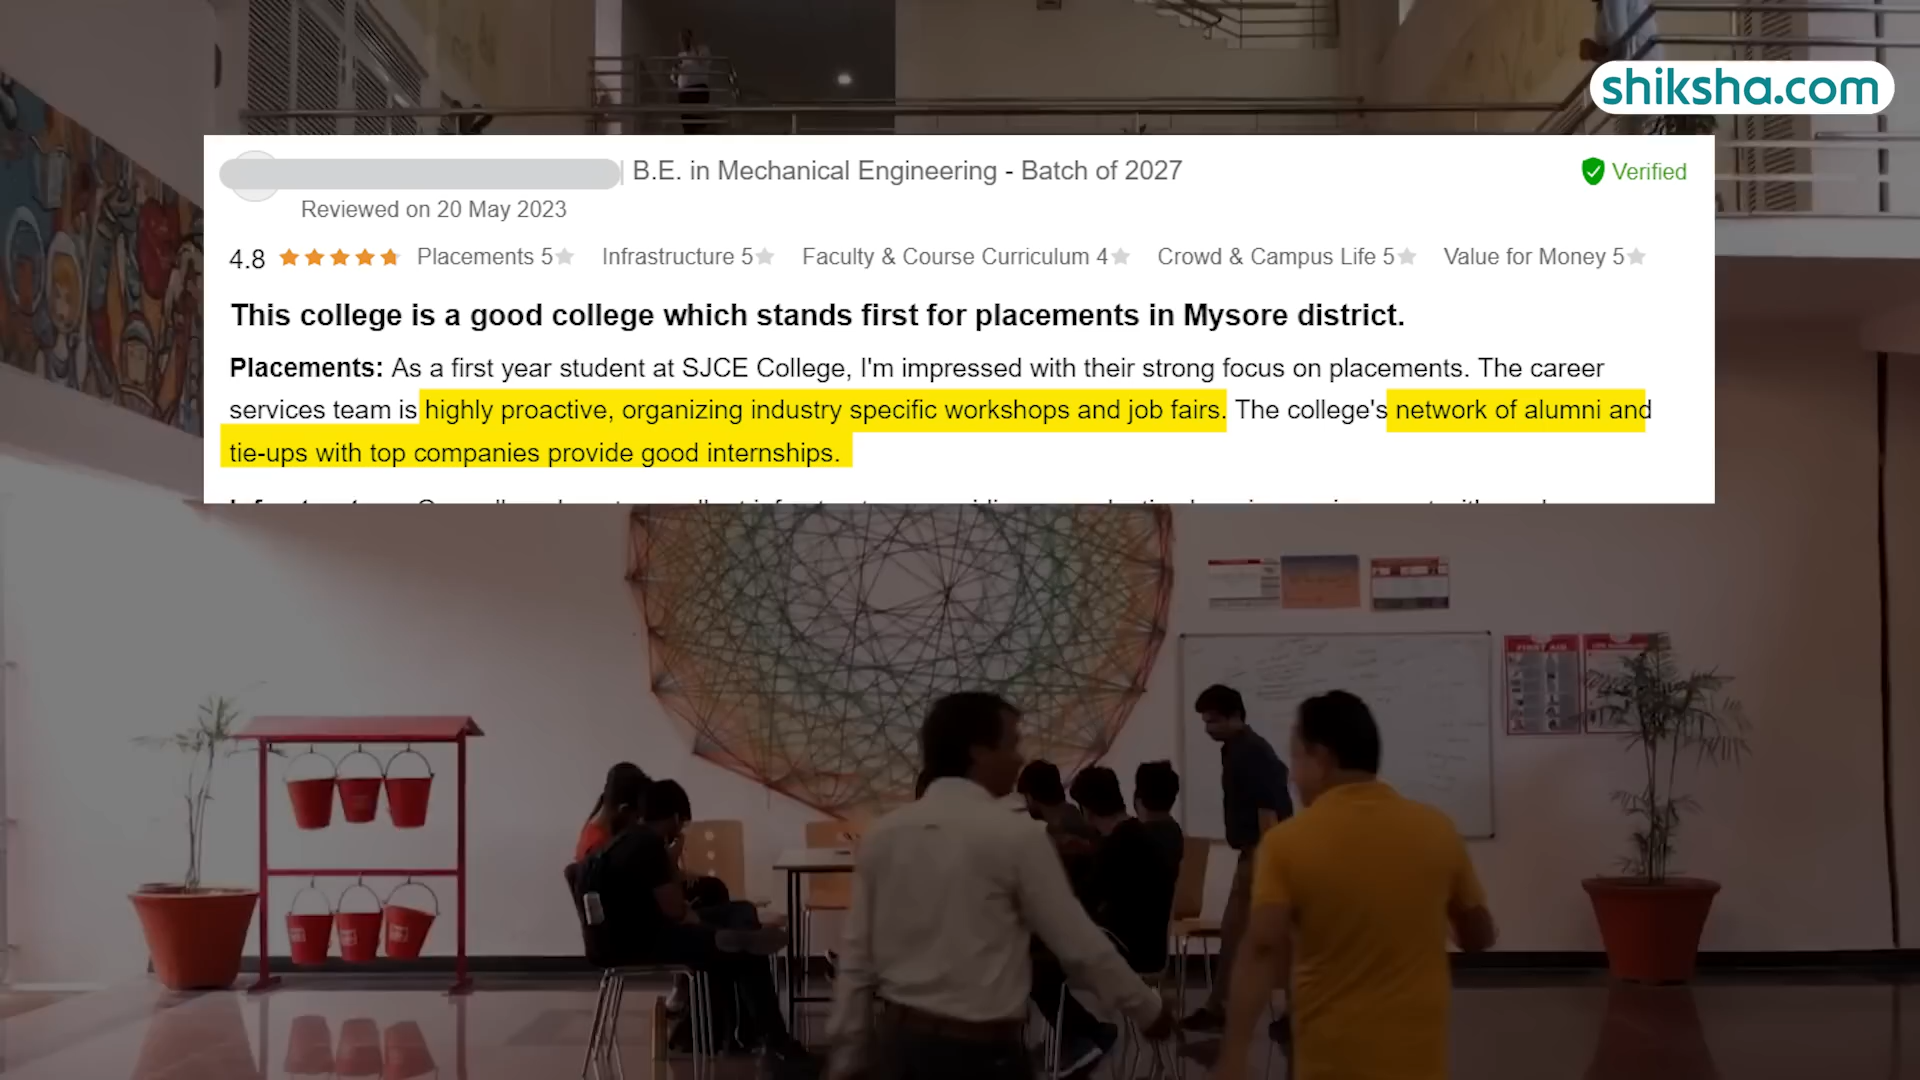 shiksha.com
B.E. in Mechanical Engineering - Batch of 2027
Verified
Reviewed on 20 May 2023
4.8 Placements 5 Infrastructure 5 Faculty & Course Curriculum 4 Crowd & Campus Life 5 Value for Money 5
This college is a good college which stands first for placements in Mysore district.
Placements: As a first year student at SJCE College, I'm impressed with their strong focus on placements. The career
services team is highly proactive, organizing industry specific workshops and job fairs. The college's network of alumni and
tie-ups with top companies provide good internships.